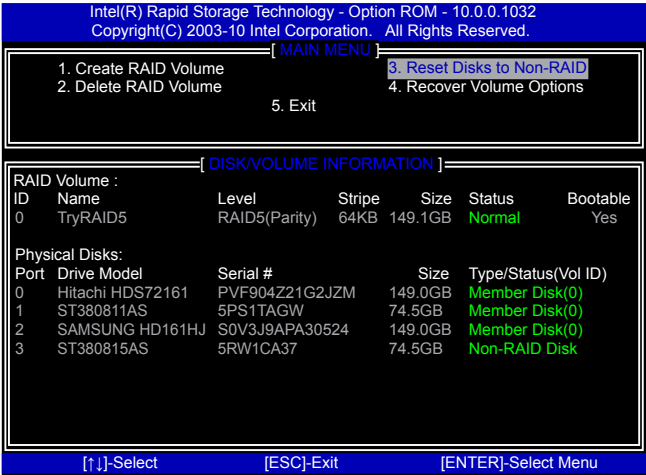 Intel(R) Rapid Storage Technology - Option ROM - 10.0.0.1032
Copyright(C) 2003-10 Intel Corporation. All Rights Reserved.
[ MAIN MENU ]
1. Create RAID Volume 3. Reset Disks to Non-RAID
2. Delete RAID Volume 4. Recover Volume Options
5. Exit
[ DISK/VOLUME INFORMATION ]
RAID Volume :
ID Name Level Stripe Size Status Bootable
0 TryRAID5 RAID5(Parity) 64KB 149.1GB Normal Yes
Physical Disks:
Port Drive Model Serial # Size Type/Status(Vol ID)
0 Hitachi HDS72161 PVF904Z21G2JZM 149.0GB Member Disk(0)
1 ST380811AS 5PS1TAGW 74.5GB Member Disk(0)
2 SAMSUNG HD161HJ S0V3J9APA30524 149.0GB Member Disk(0)
3 ST380815AS 5RW1CA37 74.5GB Non-RAID Disk
[↑↓]-Select [ESC]-Exit [ENTER]-Select Menu